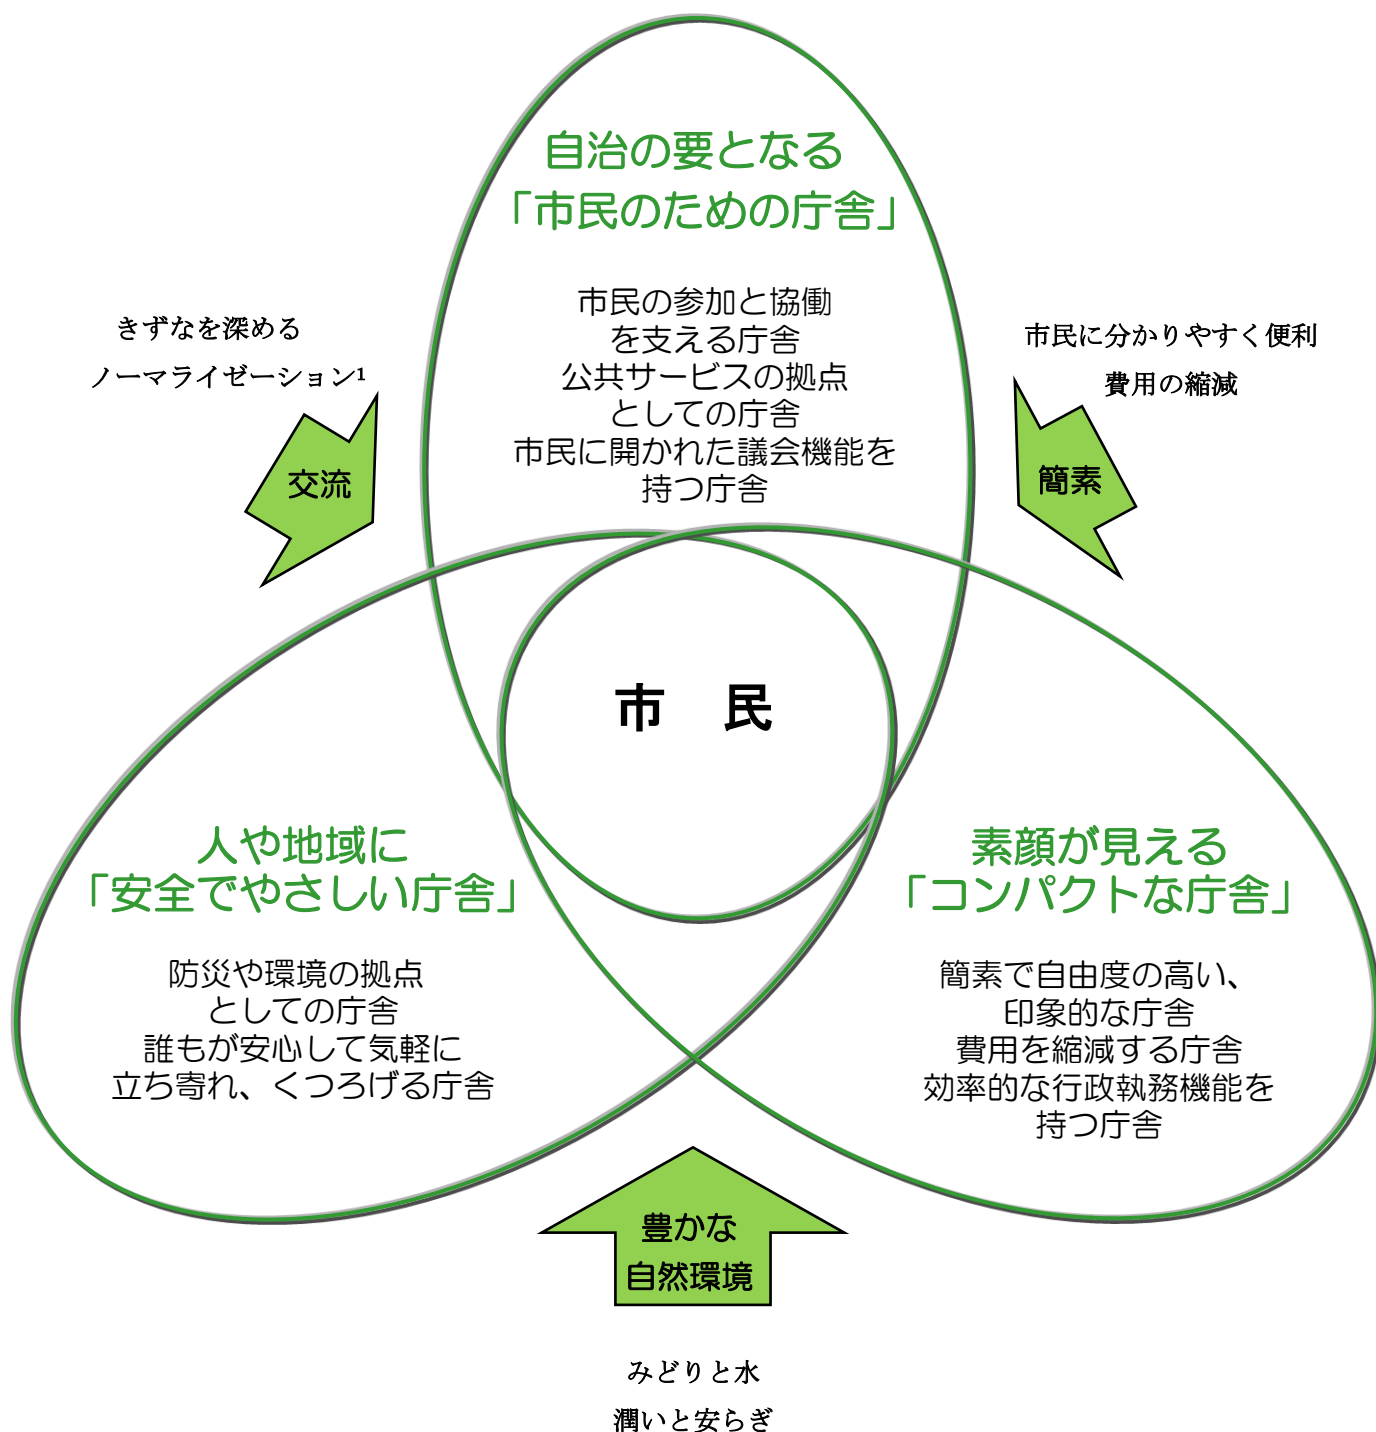 自治の要となる
「市民のための庁舎」
市民の参加と協働
を支える庁舎
公共サービスの拠点
としての庁舎
市民に開かれた議会機能を
持つ庁舎
きずなを深める
ノーマライゼーション¹
交流
市民に分かりやすく便利
費用の縮減
簡素
市　民
人や地域に
「安全でやさしい庁舎」
防災や環境の拠点
としての庁舎
誰もが安心して気軽に
立ち寄れ、くつろげる庁舎
素顔が見える
「コンパクトな庁舎」
簡素で自由度の高い、
印象的な庁舎
費用を縮減する庁舎
効率的な行政執務機能を
持つ庁舎
豊かな
自然環境
みどりと水
潤いと安らぎ